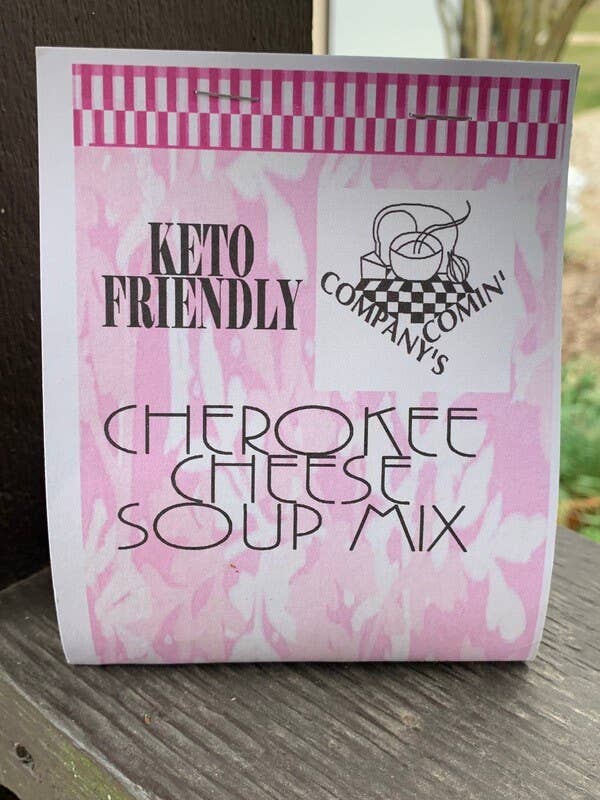 KETO
FRIENDLY
COMPANY'S
COMIN'
CHEROKEE
CHEESE
SOUP MIX